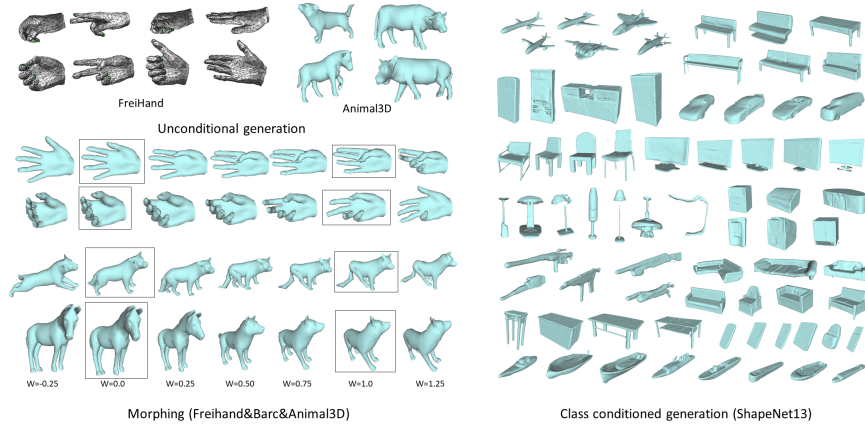 FreiHand
Animal3D
Unconditional generation
W=-0.25 W=0.0 W=0.25 W=0.50 W=0.75 W=1.0 W=1.25
Morphing (Freihand&Barc&Animal3D)
Class conditioned generation (ShapeNet13)